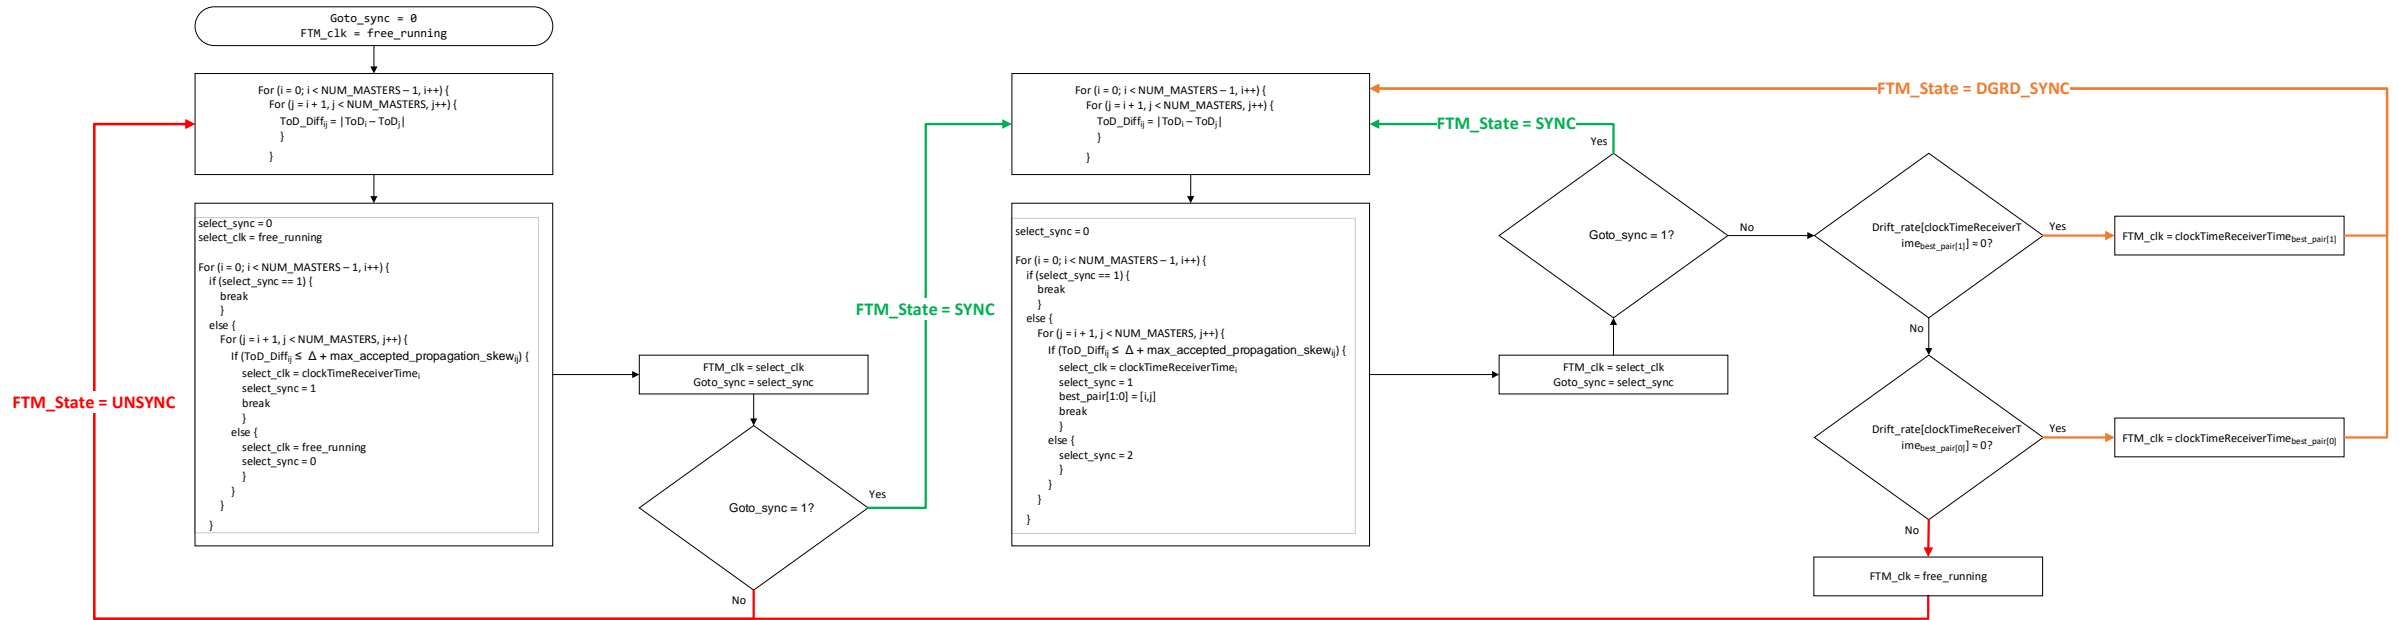 Goto_sync = 0
FTM_clk = free_running
For (i = 0; i < NUM_MASTERS – 1, i++) {
For (j = i + 1, j < NUM_MASTERS, j++) {
ToD_Diffij = |ToDi – ToDj|
}
}
select_sync = 0
select_clk = free_running
For (i = 0; i < NUM_MASTERS – 1, i++) {
if (select_sync == 1) {
break
}
else {
For (j = i + 1, j < NUM_MASTERS, j++) {
If (ToD_Diffij ≤ Δ + max_accepted_propagation_skewij) {
select_clk = clockTimeReceiverTimei
select_sync = 1
break
}
else {
select_clk = free_running
select_sync = 0
}
}
}
}
FTM_State = UNSYNC
FTM_clk = select_clk
Goto_sync = select_sync
Goto_sync = 1?
Yes
No
FTM_State = SYNC
For (i = 0; i < NUM_MASTERS – 1, i++) {
For (j = i + 1, j < NUM_MASTERS, j++) {
ToD_Diffij = |ToDi – ToDj|
}
}
select_sync = 0
For (i = 0; i < NUM_MASTERS – 1, i++) {
if (select_sync == 1) {
break
}
else {
For (j = i + 1, j < NUM_MASTERS, j++) {
If (ToD_Diffij ≤ Δ + max_accepted_propagation_skewij) {
select_clk = clockTimeReceiverTimei
select_sync = 1
best_pair[1:0] = [i,j]
break
}
else {
select_sync = 2
}
}
}
}
FTM_clk = select_clk
Goto_sync = select_sync
Goto_sync = 1?
Yes
No
FTM_State = SYNC
FTM_State = DGRD_SYNC
Drift_rate[clockTimeReceiverT
imebest_pair[1]] ≈ 0?
Yes
No
FTM_clk = clockTimeReceiverTimebest_pair[1]
Drift_rate[clockTimeReceiverT
imebest_pair[0]] ≈ 0?
Yes
No
FTM_clk = clockTimeReceiverTimebest_pair[0]
FTM_clk = free_running